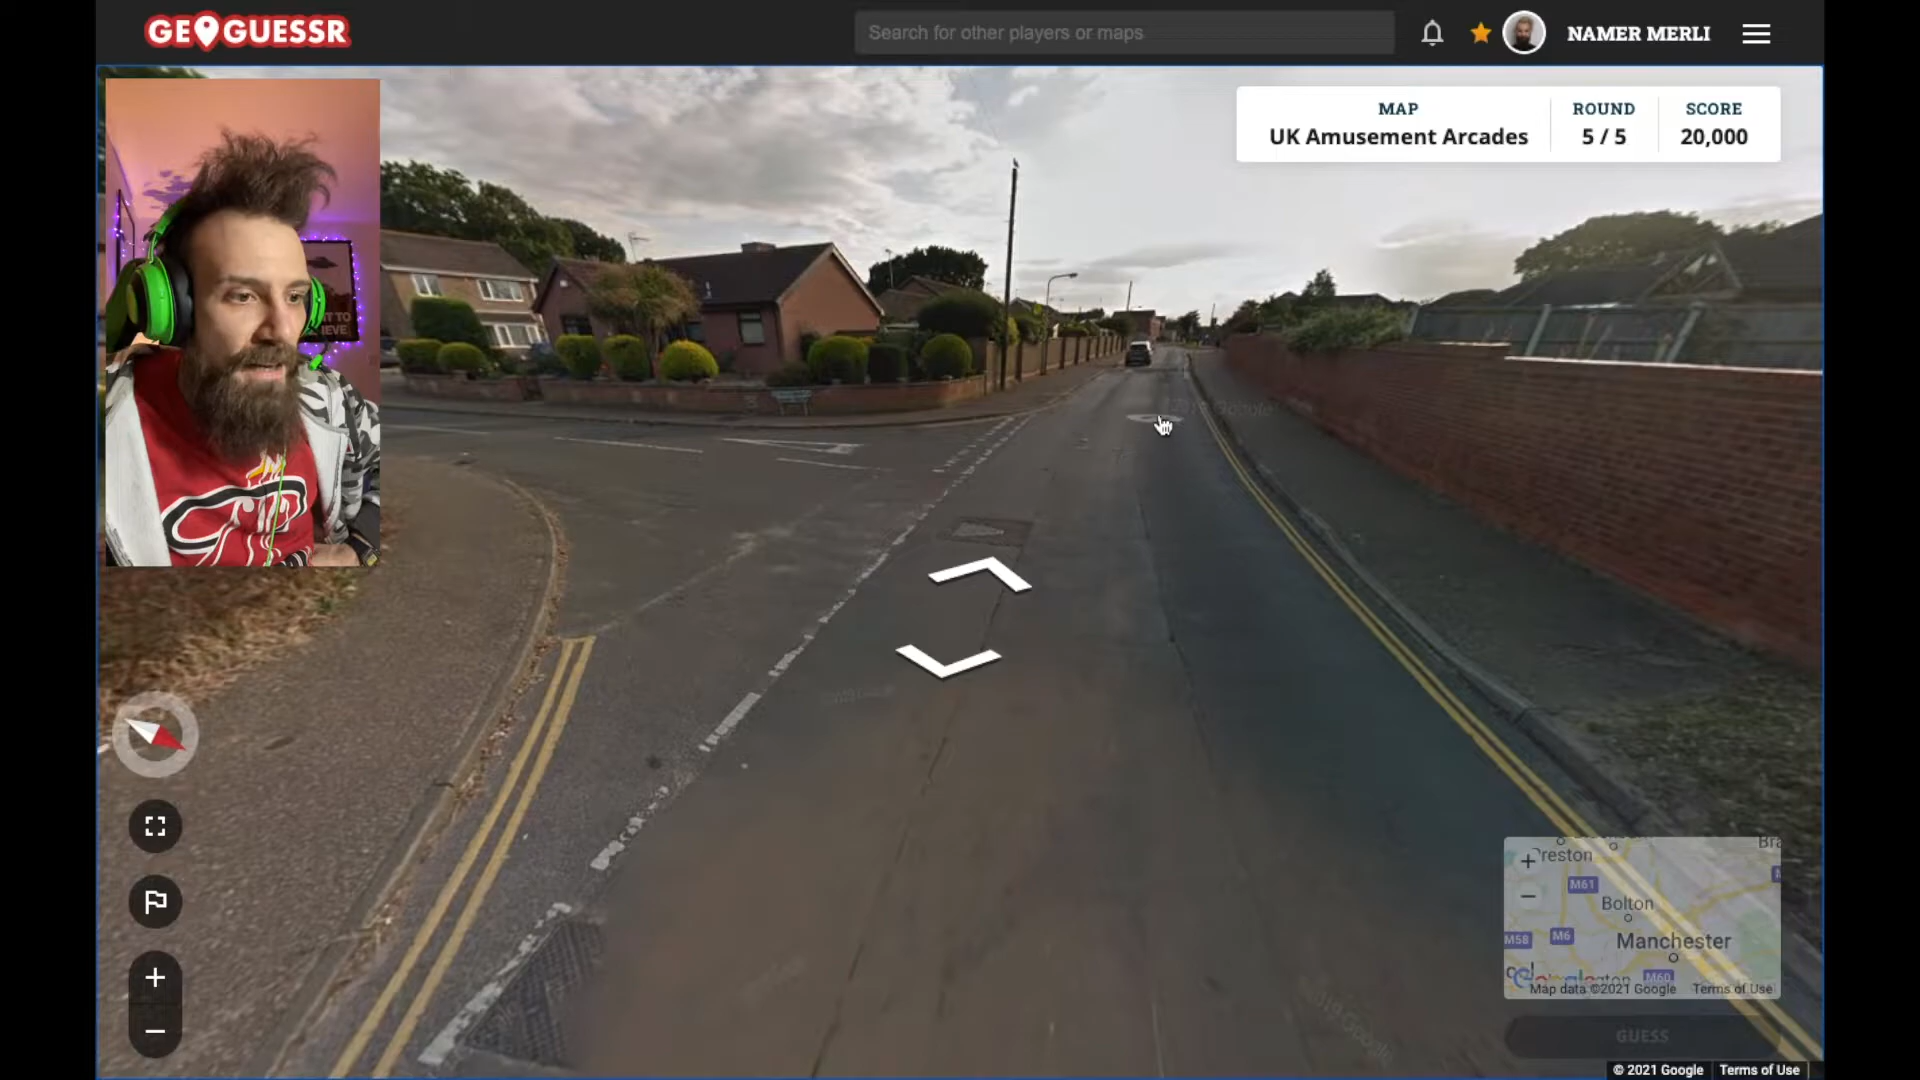 GEOGUESSR
Search for other players or maps
NAMER MERLI
MAP
UK Amusement Arcades
ROUND
5 / 5
SCORE
20,000
Preston
Bra
M61
Bolton
M58
M6
Manchester
M60
Map data ©2021 Google
Terms of Use
GUESS
© 2021 Google
Terms of Use